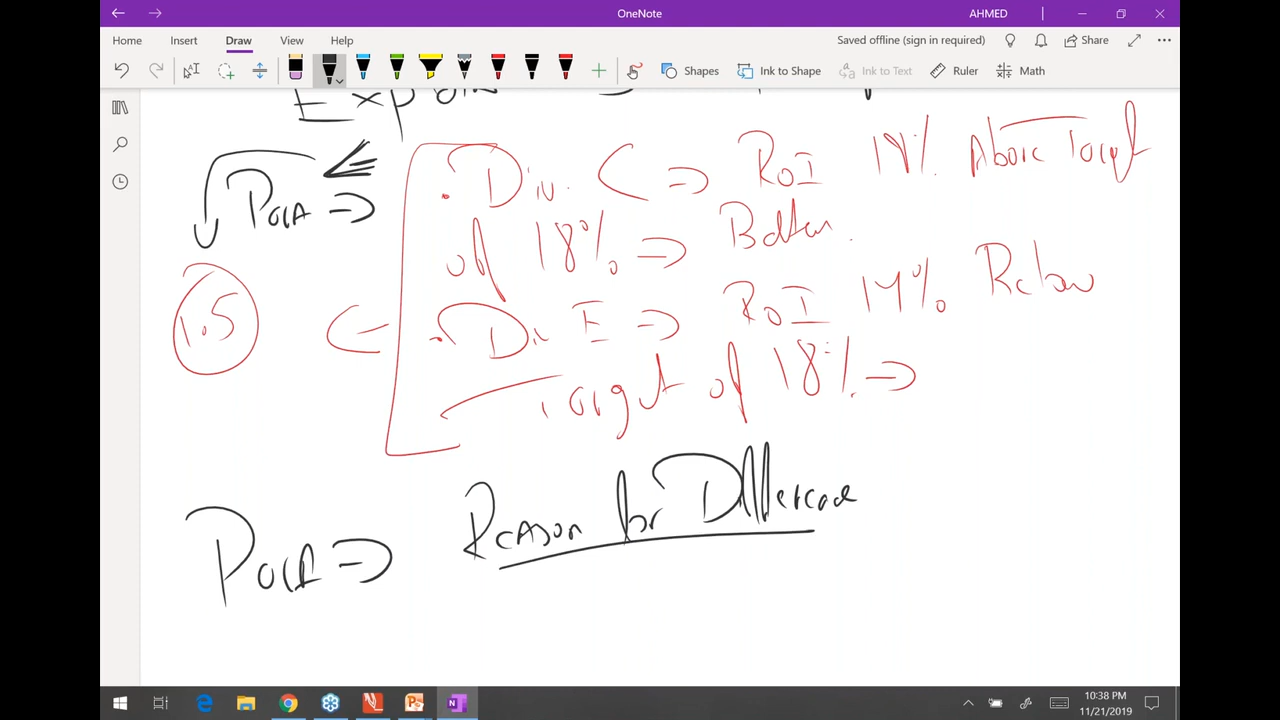 OneNote
AHMED
Home Insert Draw View Help
Saved offline (sign in required)
Share
Shapes
Ink to Shape
Ink to Text
Ruler
Math
Div. C => ROI 19% Above Target
of 18% => Better.
1.5
Div E => ROI 14% Below
Target of 18% =>
Reason for Difference
10:38 PM
11/21/2019